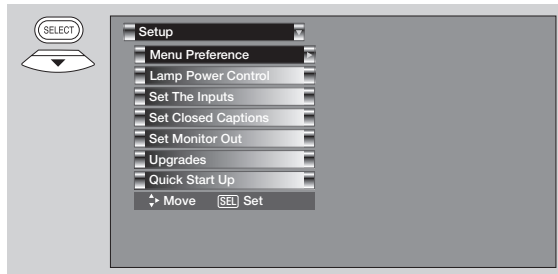 SELECT
Setup
Menu Preference
Lamp Power Control
Set The Inputs
Set Closed Captions
Set Monitor Out
Upgrades
Quick Start Up
Move SEL Set